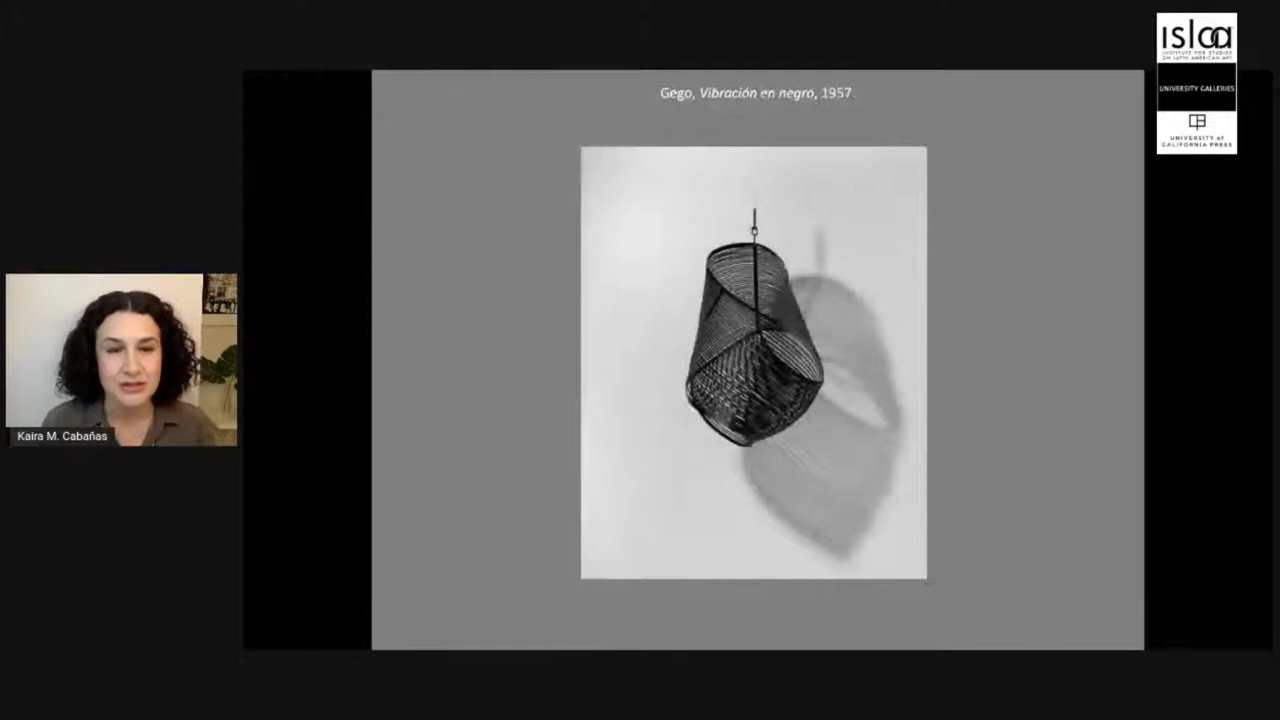 Gego, Vibración en negro, 1957.
isloa
INSTITUTE FOR STUDIES
ON LATIN AMERICAN ART
UNIVERSITY GALLERIES
UNIVERSITY of
CALIFORNIA PRESS
Kaira M. Cabañas